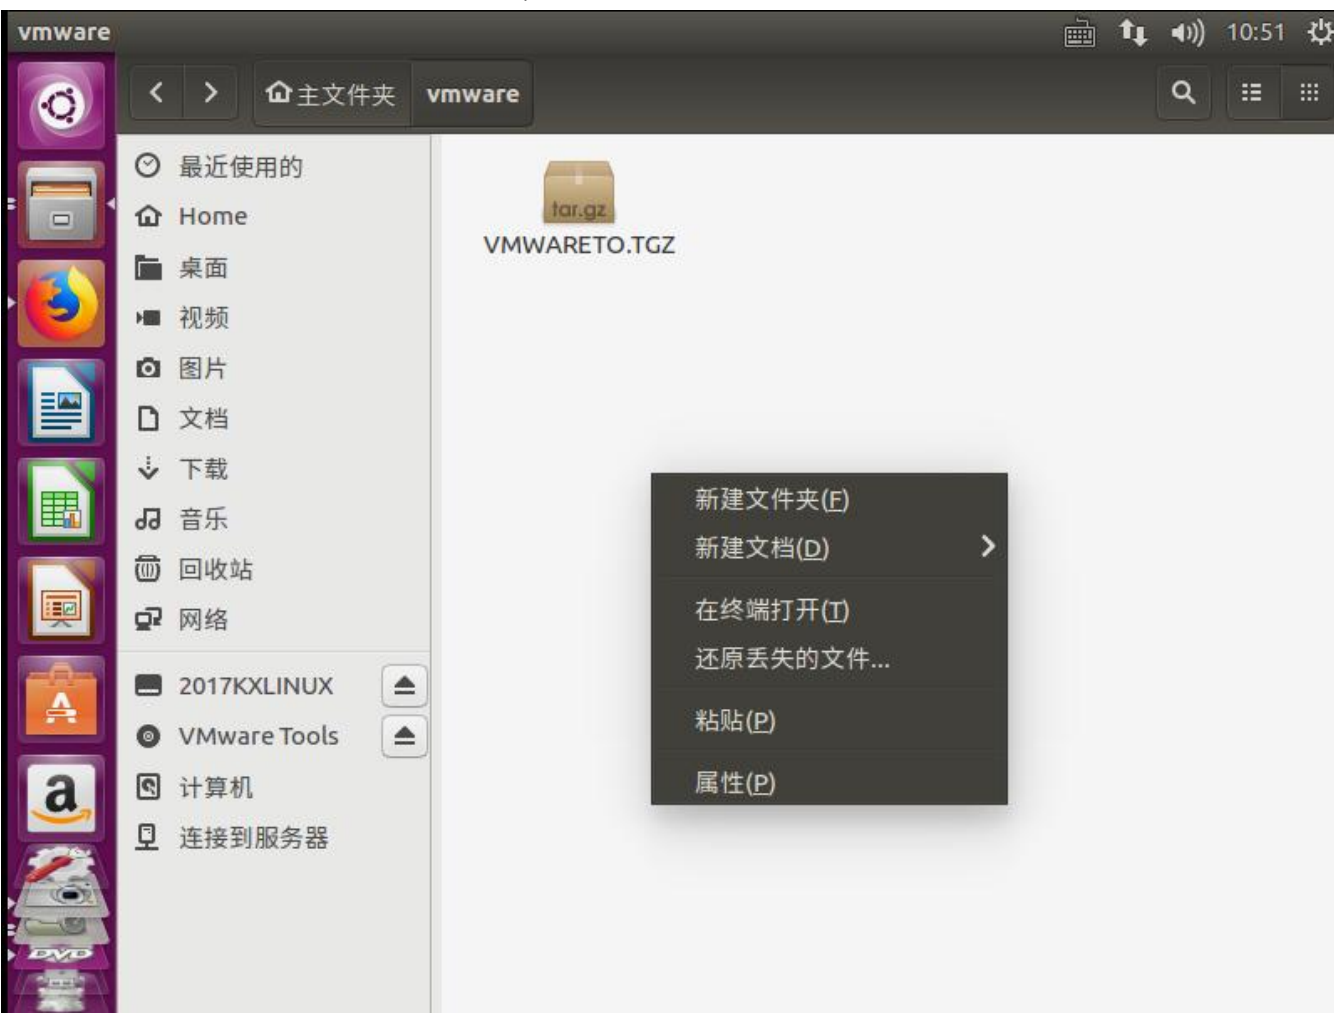 vmware
10:51
主文件夹
vmware
最近使用的
Home
桌面
视频
图片
文档
下载
音乐
回收站
网络
2017KXLINUX
VMware Tools
计算机
连接到服务器
tar.gz
VMWARETO.TGZ
新建文件夹(F)
新建文档(D)
在终端打开(T)
还原丢失的文件...
粘贴(P)
属性(P)
A
a
DVD